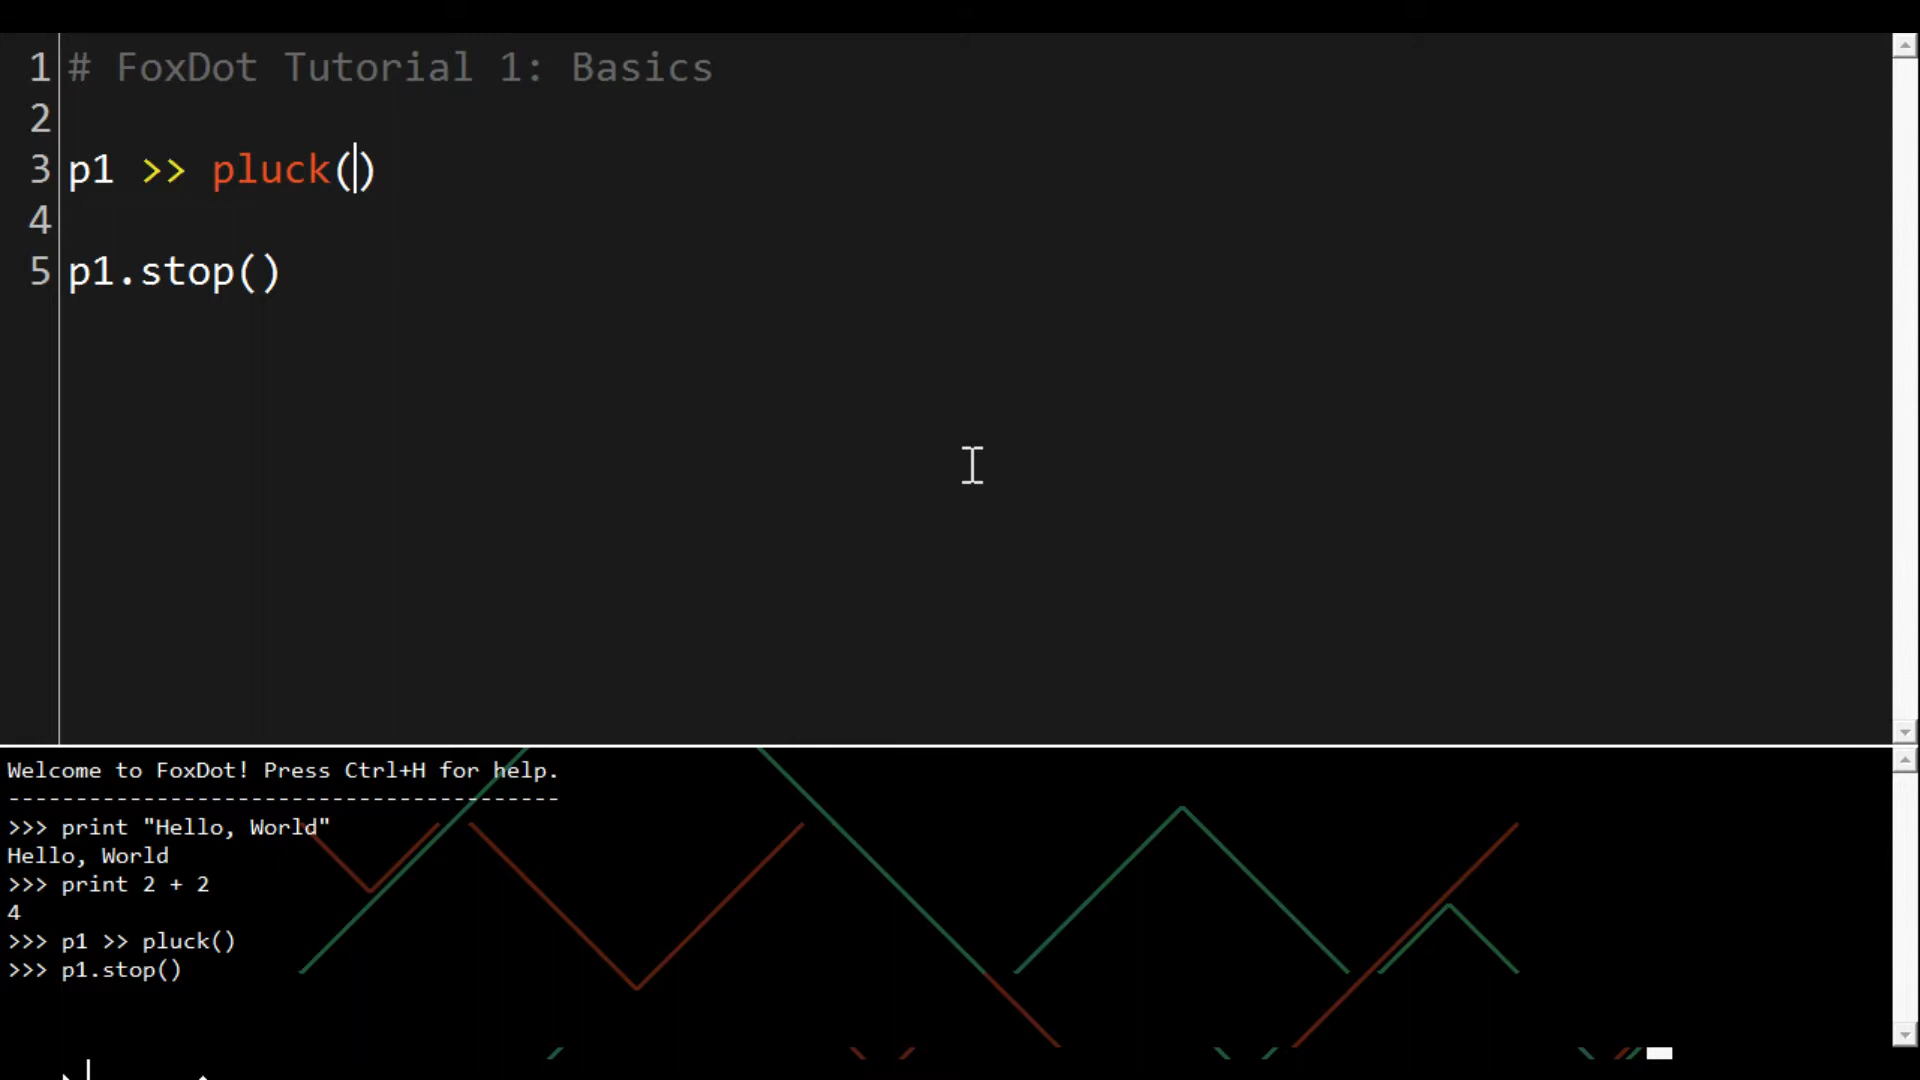 1 # FoxDot Tutorial 1: Basics
2
3 p1 >> pluck()
4
5 p1.stop()
Welcome to FoxDot! Press Ctrl+H for help.
-----------------------------------------
>>> print "Hello, World"
Hello, World
>>> print 2 + 2
4
>>> p1 >> pluck()
>>> p1.stop()